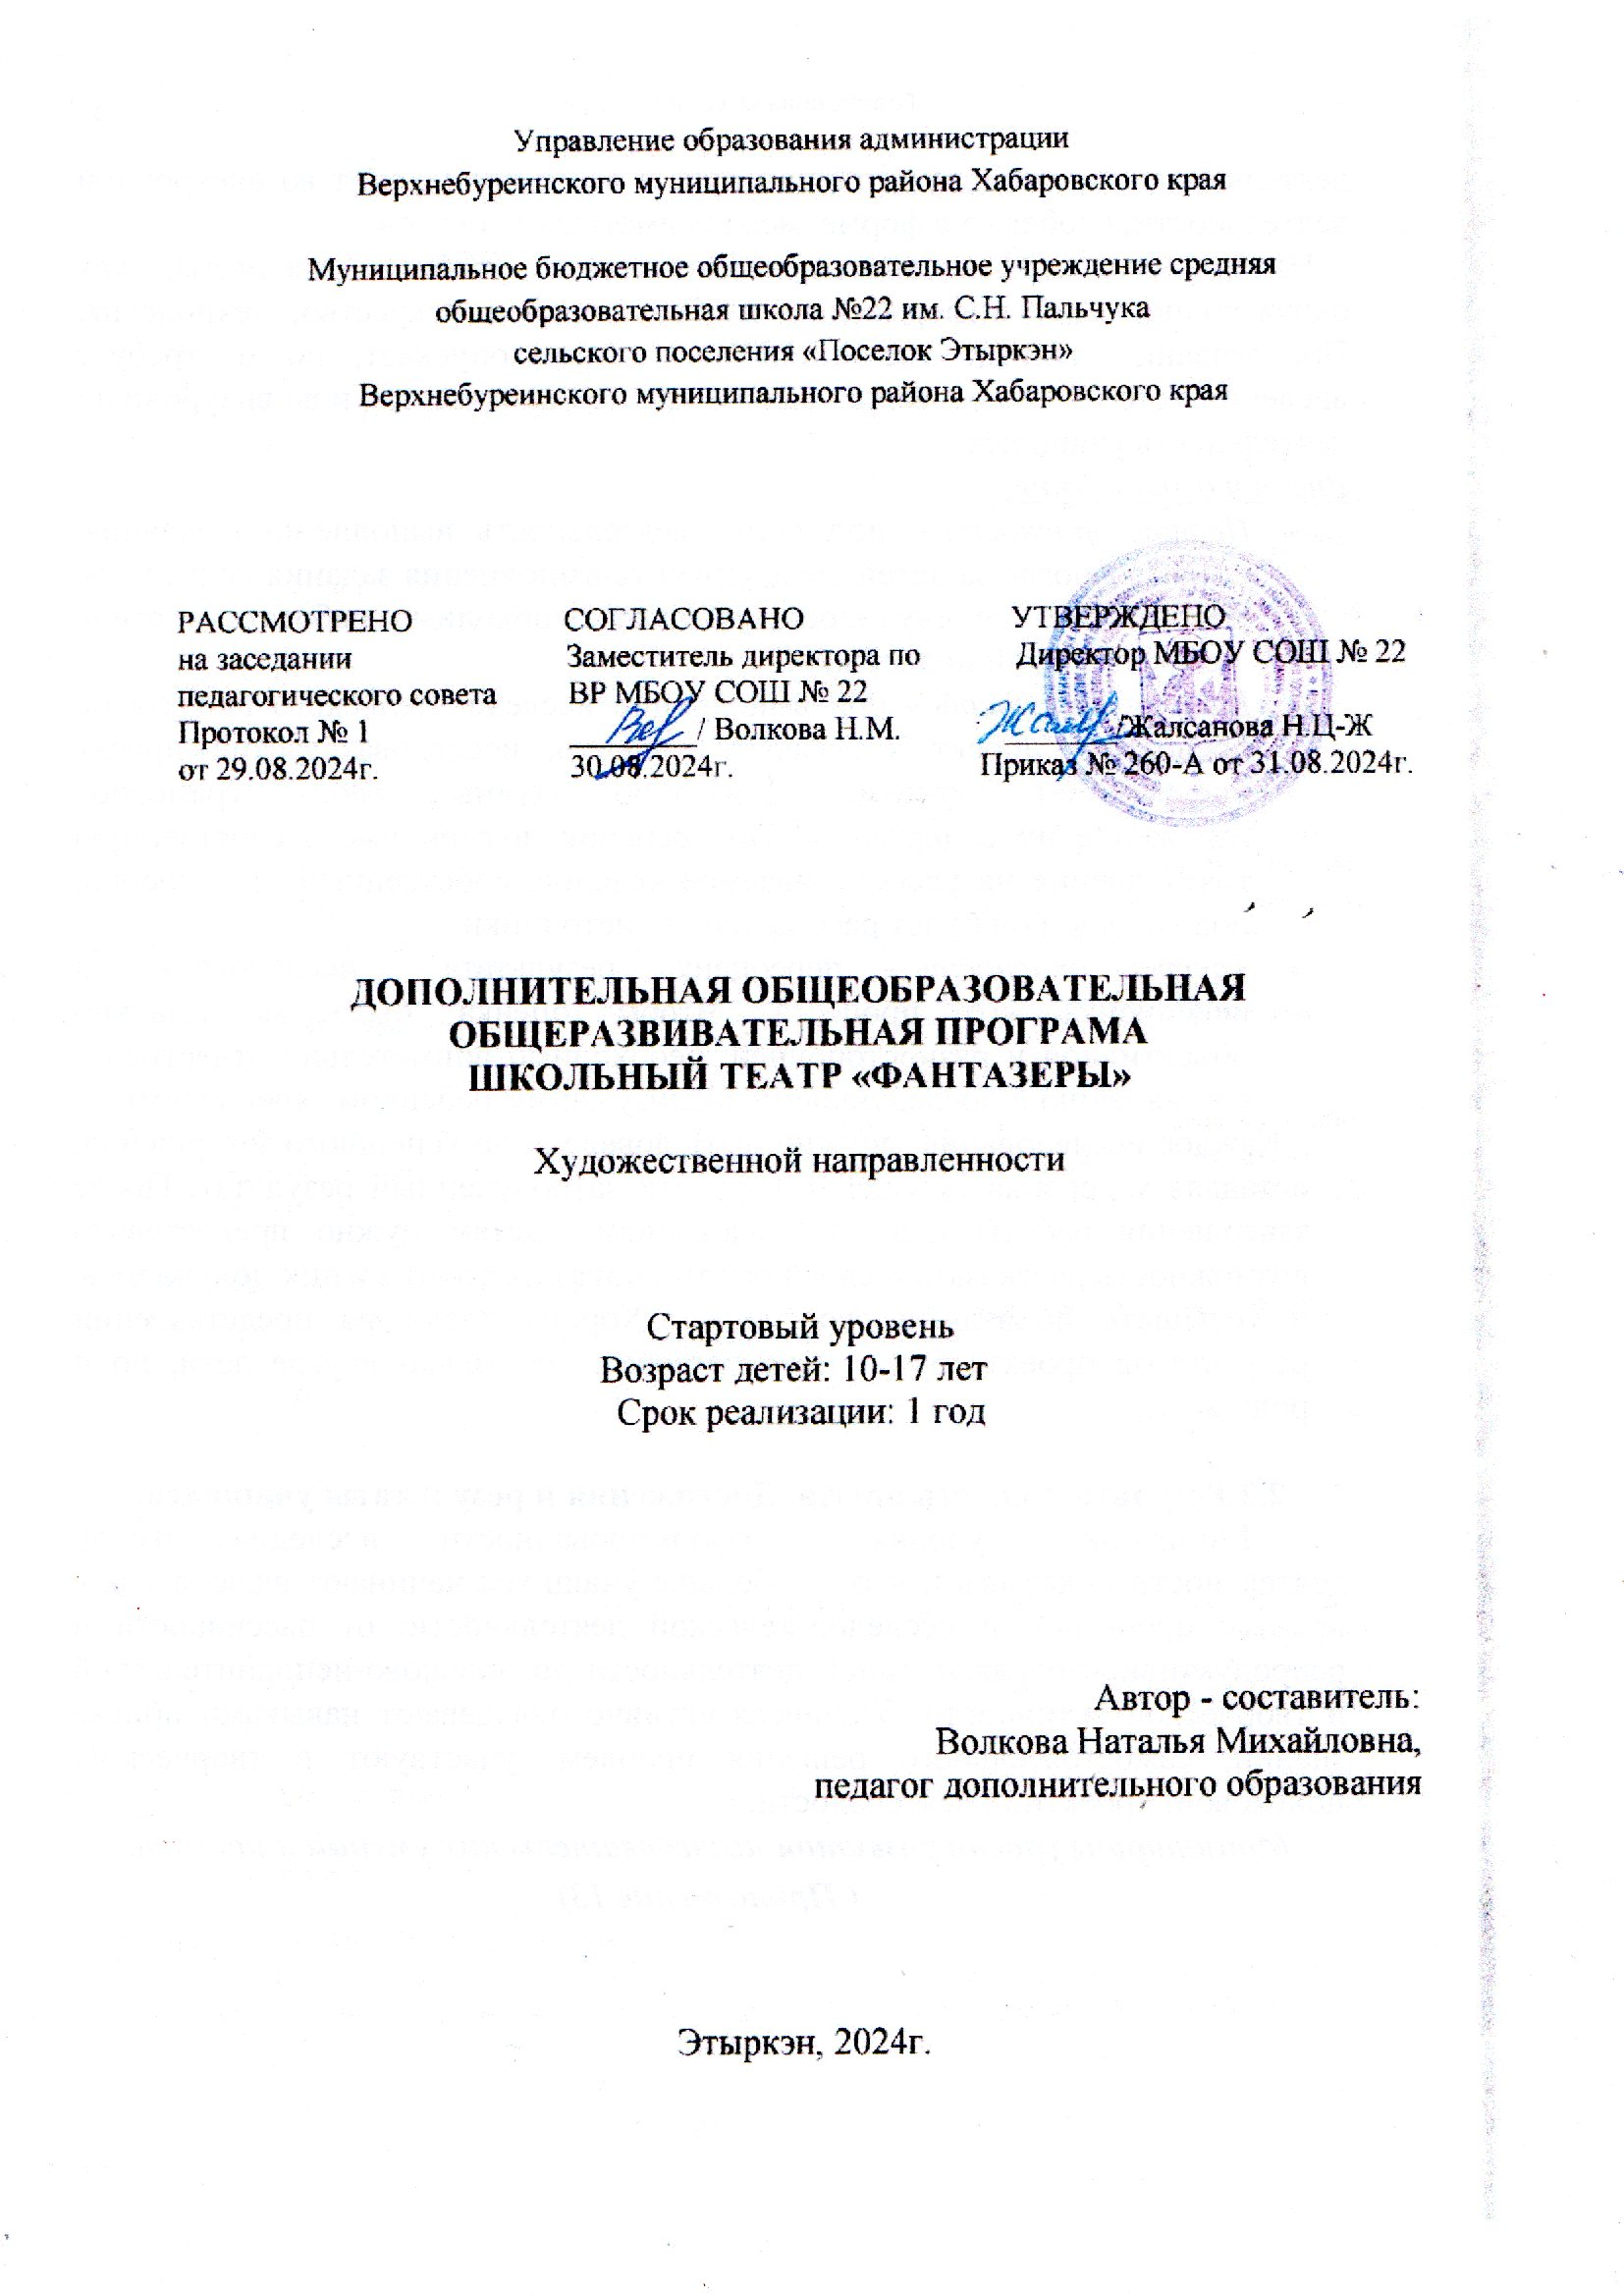 Управление образования администрации
Верхнебуреинского муниципального района Хабаровского края
Муниципальное бюджетное общеобразовательное учреждение средняя
общеобразовательная школа №22 им. С.Н. Пальчука
сельского поселения «Поселок Этыркэн»
Верхнебуреинского муниципального района Хабаровского края
РАССМОТРЕНО
на заседании
педагогического совета
Протокол № 1
от 29.08.2024г.
СОГЛАСОВАНО
Заместитель директора по
ВР МБОУ СОШ № 22
________/ Волкова Н.М.
30.08.2024г.
УТВЕРЖДЕНО
Директор МБОУ СОШ № 22
_______/Жалсанова Н.Ц-Ж
Приказ № 260-А от 31.08.2024г.
ДОПОЛНИТЕЛЬНАЯ ОБЩЕОБРАЗОВАТЕЛЬНАЯ
ОБЩЕРАЗВИВАТЕЛЬНАЯ ПРОГРАМА
ШКОЛЬНЫЙ ТЕАТР «ФАНТАЗЕРЫ»
Художественной направленности
Стартовый уровень
Возраст детей: 10-17 лет
Срок реализации: 1 год
Автор - составитель:
Волкова Наталья Михайловна,
педагог дополнительного образования
Этыркэн, 2024г.